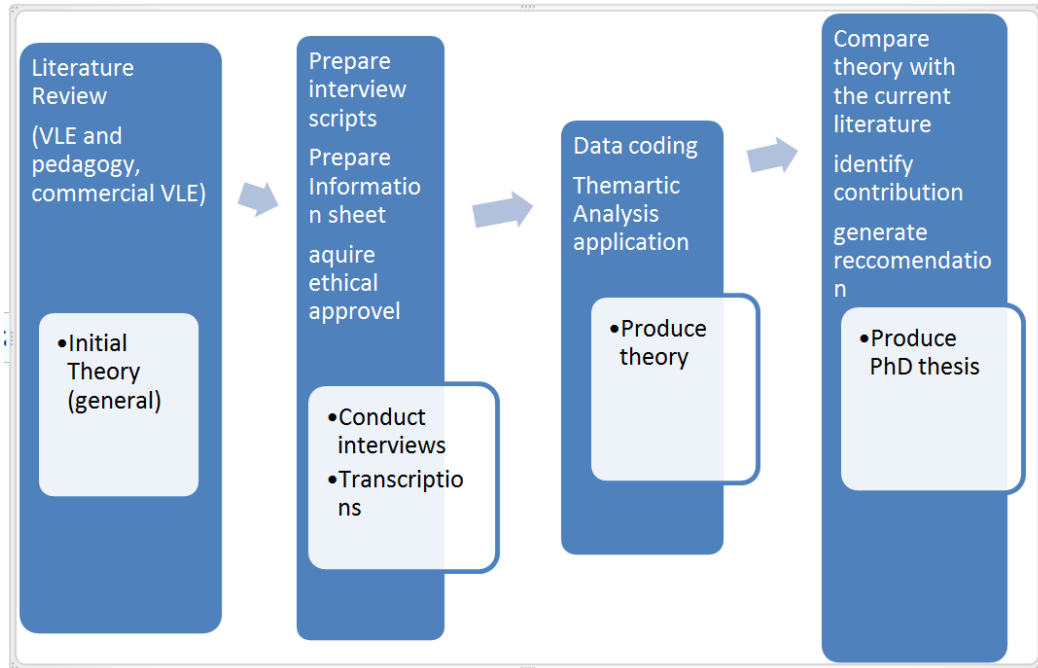 Literature
Review
(VLE and
pedagogy,
commercial VLE)
•Initial
Theory
(general)
Prepare
interview
scripts
Prepare
Informatio
n sheet
aquire
ethical
approvel
•Conduct
interviews
•Transcriptio
ns
Data coding
Themartic
Analysis
application
•Produce
theory
Compare
theory with
the current
literature
identify
contribution
generate
reccomendatio
n
•Produce
PhD thesis